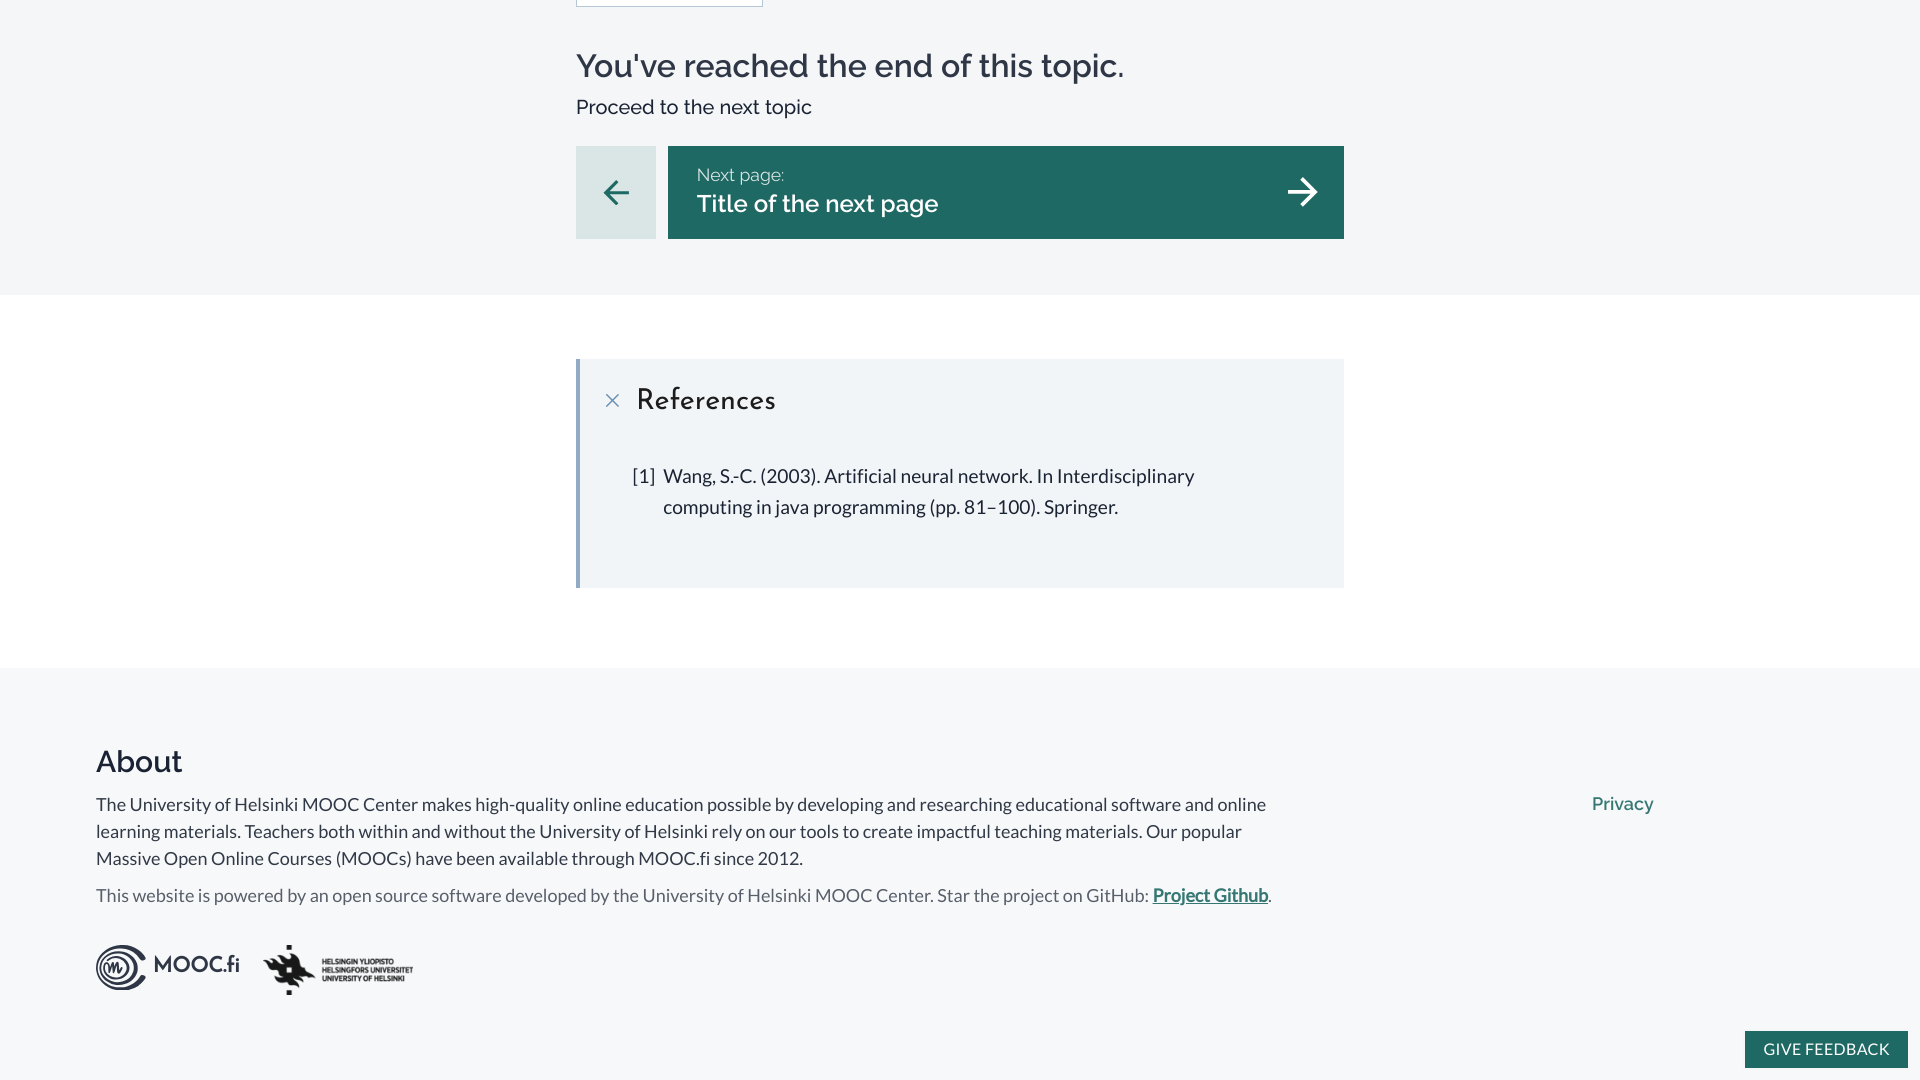 You've reached the end of this topic.
Proceed to the next topic
Next page:
Title of the next page
References
[1] Wang, S.-C. (2003). Artificial neural network. In Interdisciplinary
computing in java programming (pp. 81–100). Springer.
About
The University of Helsinki MOOC Center makes high-quality online education possible by developing and researching educational software and online
learning materials. Teachers both within and without the University of Helsinki rely on our tools to create impactful teaching materials. Our popular
Massive Open Online Courses (MOOCs) have been available through MOOC.fi since 2012.
This website is powered by an open source software developed by the University of Helsinki MOOC Center. Star the project on GitHub: Project Github.
Privacy
MOOC.fi
HELSINGIN YLIOPISTO
HELSINGFORS UNIVERSITET
UNIVERSITY OF HELSINKI
GIVE FEEDBACK